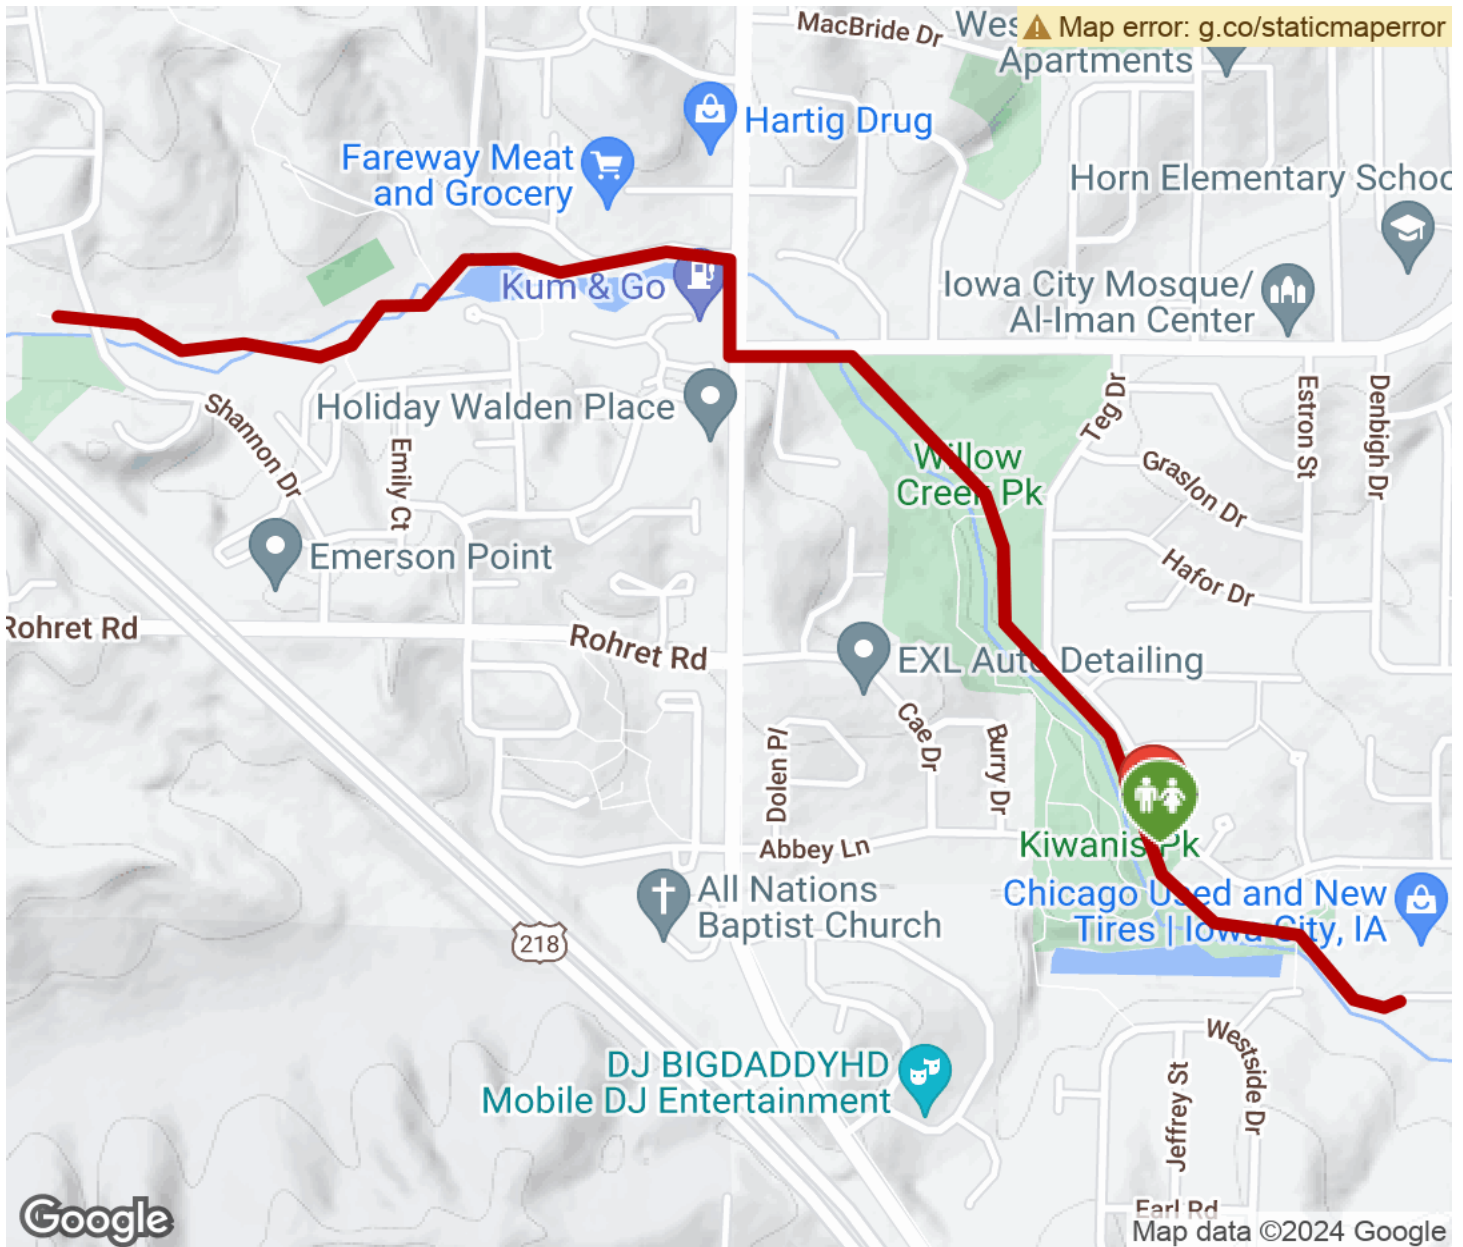 MacBride Dr
Wes
Map error: g.co/staticmaperror
Apartments
Hartig Drug
Fareway Meat
and Grocery
Horn Elementary Schoo
Kum & Go
Iowa City Mosque/
Al-Iman Center
Holiday Walden Place
Shannon Dr
Emily Ct
Teg Dr
Estron St
Denbigh Dr
Willow
Creek Pk
Graslon Dr
Emerson Point
Hafor Dr
Rohret Rd
Rohret Rd
EXL Auto Detailing
Cae Dr
Burry Dr
Dolen Pl
Abbey Ln
Kiwanis Pk
All Nations
Baptist Church
Chicago Used and New
Tires | Iowa City, IA
218
DJ BIGDADDYHD
Mobile DJ Entertainment
Westside Dr
Jeffrey St
Earl Rd
Google
Map data ©2024 Google